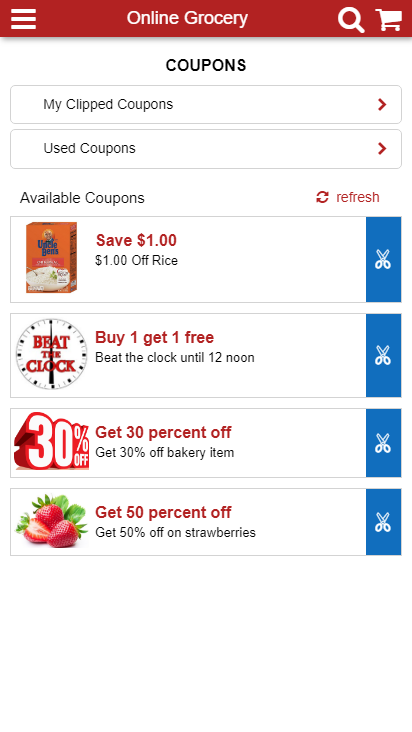 Online Grocery
COUPONS
My Clipped Coupons
Used Coupons
Available Coupons
refresh
Uncle
Ben's
ORIGINAL
Save $1.00
$1.00 Off Rice
BEAT
THE
CLOCK
Buy 1 get 1 free
Beat the clock until 12 noon
30%
OFF
Get 30 percent off
Get 30% off bakery item
Get 50 percent off
Get 50% off on strawberries